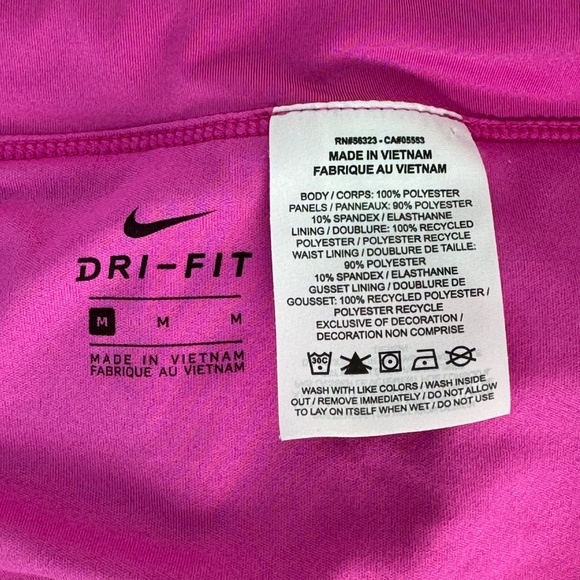 DRI-FIT
M M M
MADE IN VIETNAM
FABRIQUE AU VIETNAM
RN#56323 - CA#05553
MADE IN VIETNAM
FABRIQUE AU VIETNAM
BODY / CORPS: 100% POLYESTER
PANELS / PANNEAUX: 90% POLYESTER
10% SPANDEX / ELASTHANNE
LINING / DOUBLURE: 100% RECYCLED
POLYESTER / POLYESTER RECYCLE
WAIST LINING / DOUBLURE DE TAILLE:
90% POLYESTER
10% SPANDEX / ELASTHANNE
GUSSET LINING / DOUBLURE DE
GOUSSET: 100% RECYCLED POLYESTER /
POLYESTER RECYCLE
EXCLUSIVE OF DECORATION /
DECORATION NON COMPRISE
30C
WASH WITH LIKE COLORS / WASH INSIDE
OUT / REMOVE IMMEDIATELY / DO NOT ALLOW
TO LAY ON ITSELF WHEN WET / DO NOT USE